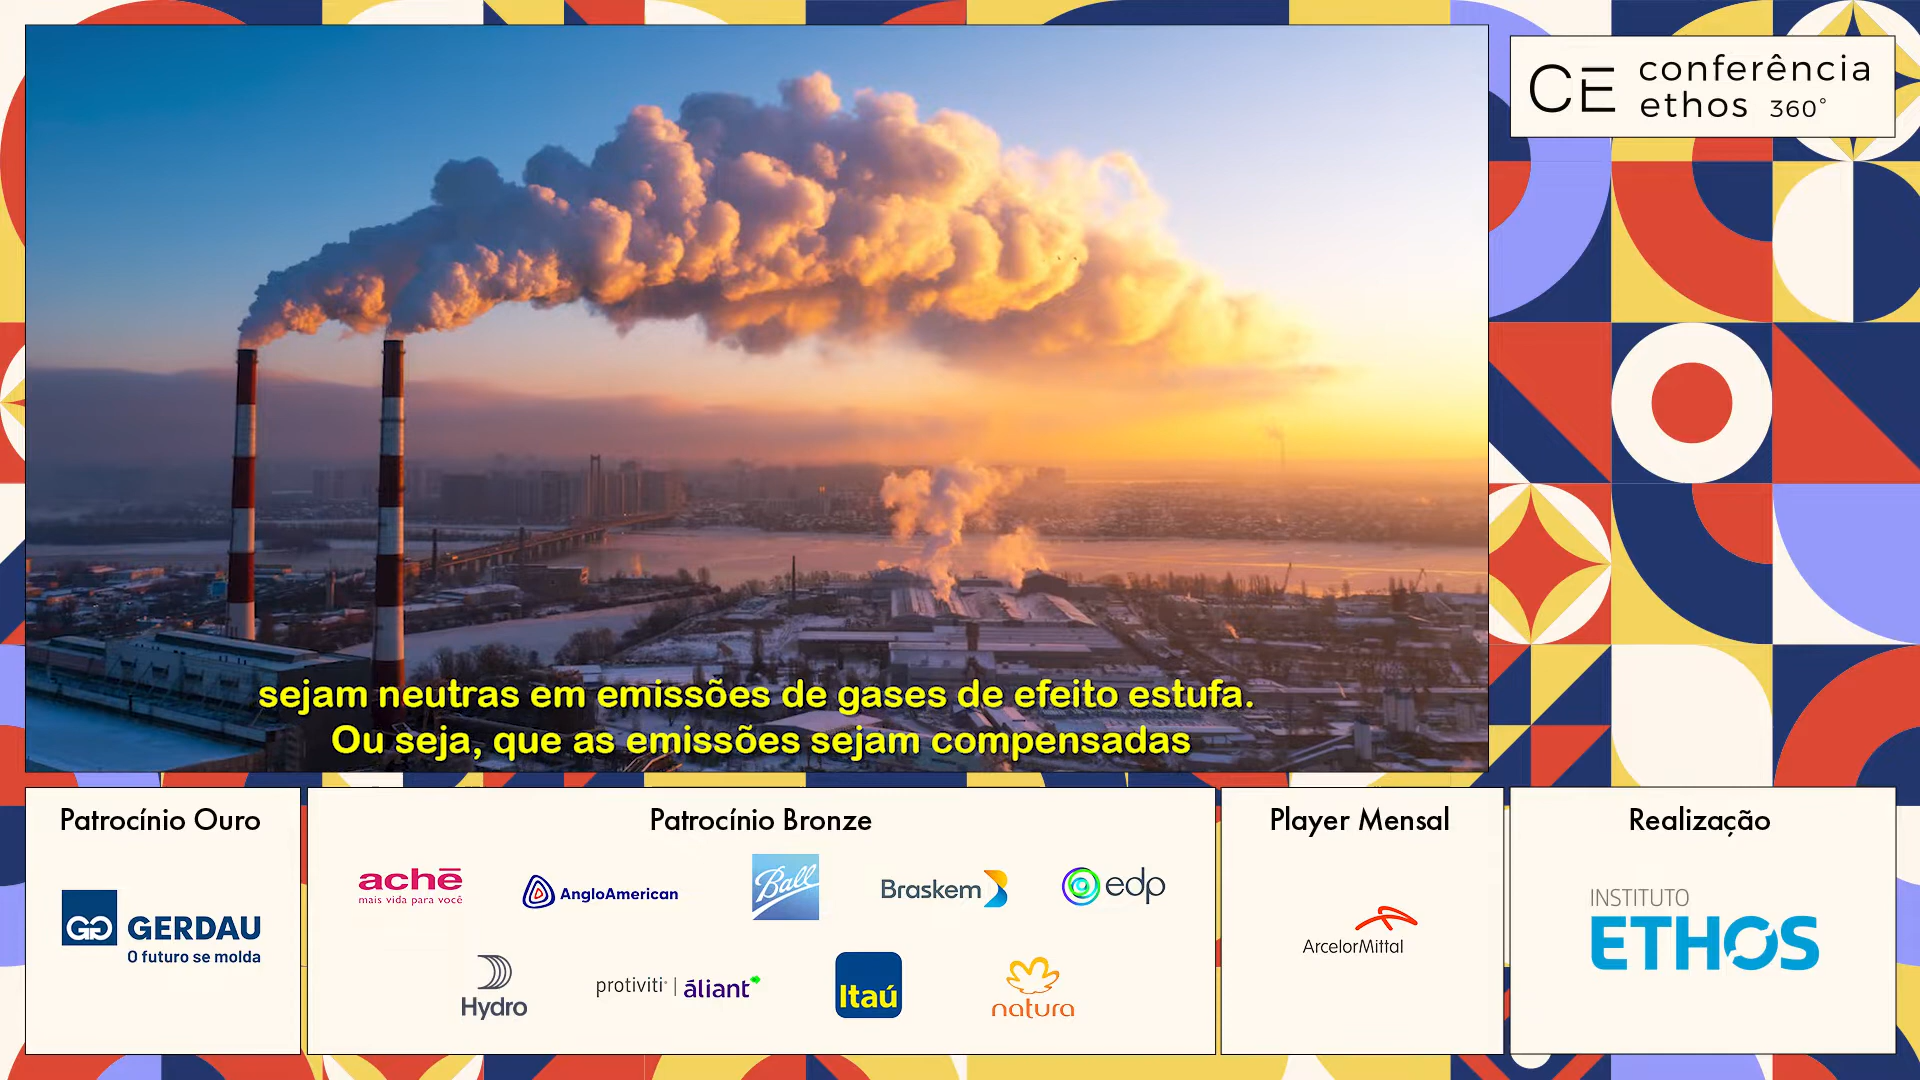 CE conferência
ethos 360°
sejam neutras em emissões de gases de efeito estufa.
Ou seja, que as emissões sejam compensadas
Patrocínio Ouro
GERDAU
O futuro se molda
Patrocínio Bronze
achē
mais vida para você
AngloAmerican
Ball
Braskem
edp
Hydro
protiviti | áliant
Itaú
natura
Player Mensal
ArcelorMittal
Realização
INSTITUTO
ETHOS